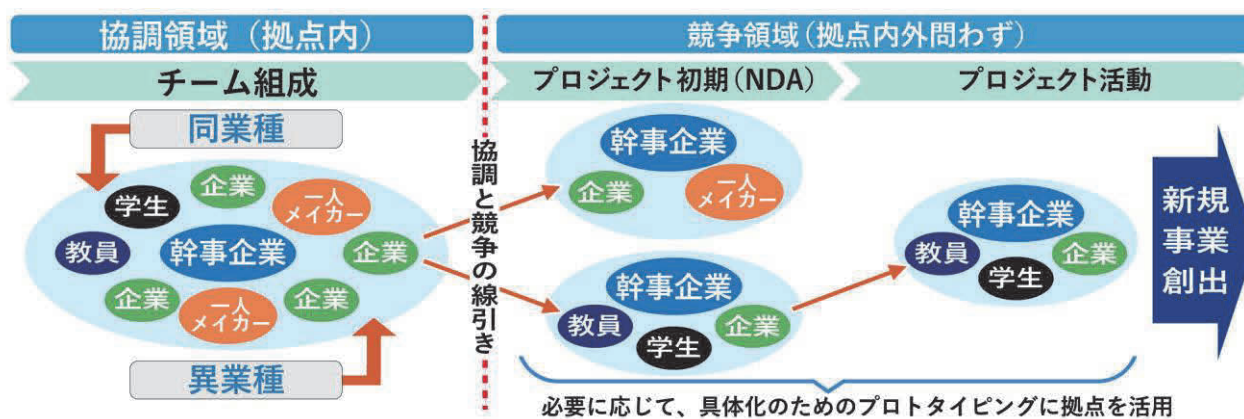 協調領域（拠点内）
競争領域（拠点内外問わず）
チーム組成
プロジェクト初期（NDA）
プロジェクト活動
同業種
学生
企業
一人
メイカー
教員
幹事企業
企業
企業
一人
メイカー
企業
異業種
協調と競争の線引き
幹事企業
企業
一人
メイカー
幹事企業
教員
学生
企業
幹事企業
教員
学生
企業
新規
事業
創出
必要に応じて、具体化のためのプロトタイピングに拠点を活用